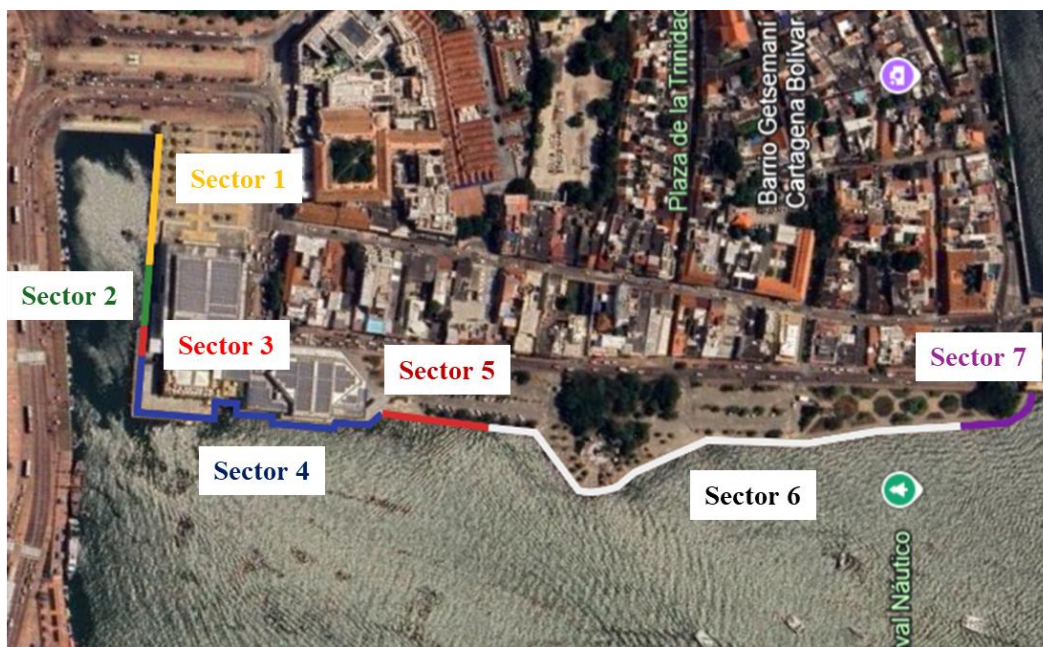 Plaza de la Trinidad
Barrio Getsemaní
Cartagena Bolivar
Sector 1
Sector 2
Sector 3
Sector 5
Sector 7
Sector 4
Sector 6
val Náutico